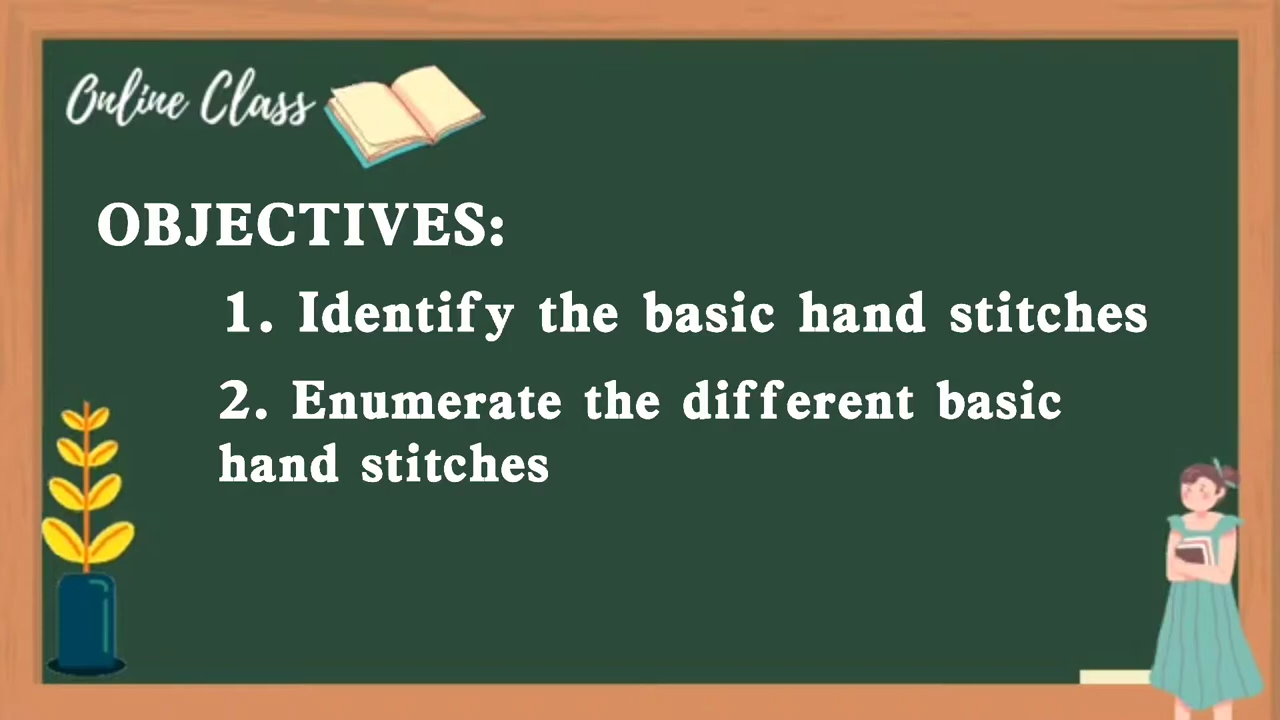 Online Class
OBJECTIVES:
1. Identify the basic hand stitches
2. Enumerate the different basic
hand stitches